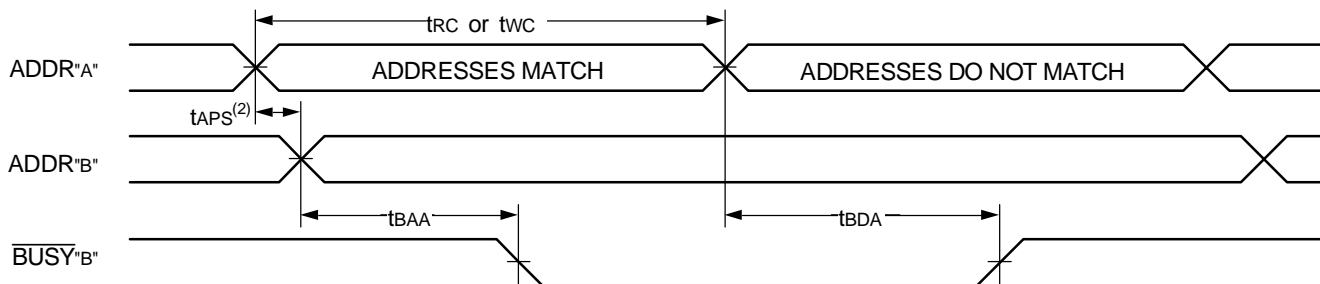 tRC or tWC
ADDR"A"
ADDRESSES MATCH
ADDRESSES DO NOT MATCH
tAPS(2)
ADDR"B"
tBAA
tBDA
BUSY"B"